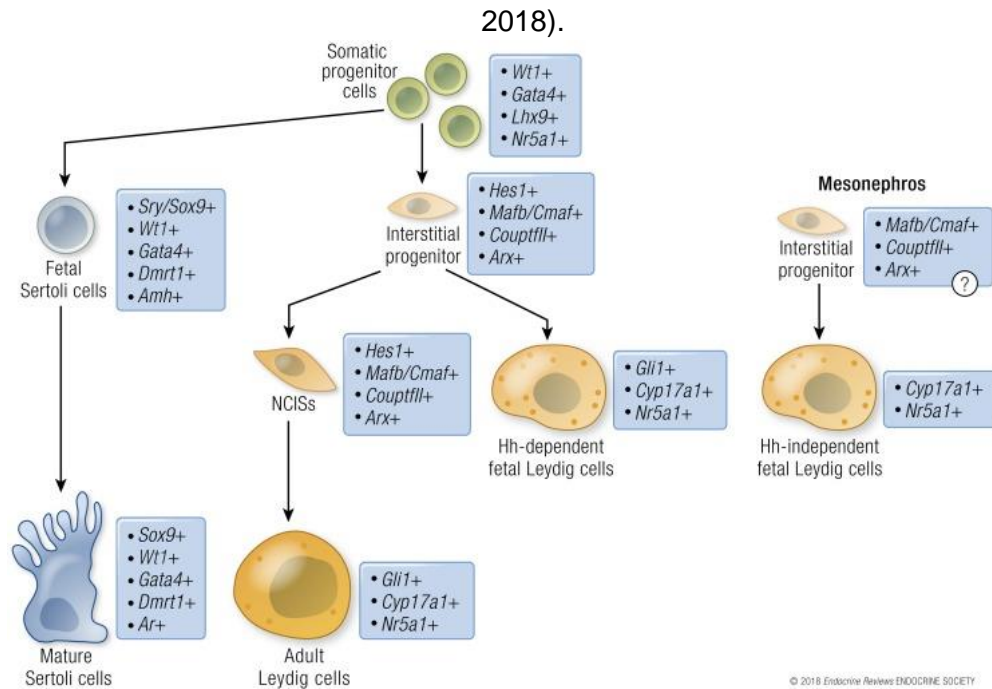 2018).
Somatic
progenitor
cells
• Wt1+
• Gata4+
• Lhx9+
• Nr5a1+
• Sry/Sox9+
• Wt1+
• Gata4+
• Dmrt1+
• Amh+
Fetal
Sertoli cells
Interstitial
progenitor
• Hes1+
• Mafb/Cmaf+
• CouptfII+
• Arx+
Mesonephros
Interstitial
progenitor
• Mafb/Cmaf+
• CouptfII+
• Arx+
?
NCISs
• Hes1+
• Mafb/Cmaf+
• CouptfII+
• Arx+
Hh-dependent
fetal Leydig cells
• Gli1+
• Cyp17a1+
• Nr5a1+
Hh-independent
fetal Leydig cells
• Cyp17a1+
• Nr5a1+
Mature
Sertoli cells
• Sox9+
• Wt1+
• Gata4+
• Dmrt1+
• Ar+
Adult
Leydig cells
• Gli1+
• Cyp17a1+
• Nr5a1+
© 2018 Endocrine Reviews ENDOCRINE SOCIETY